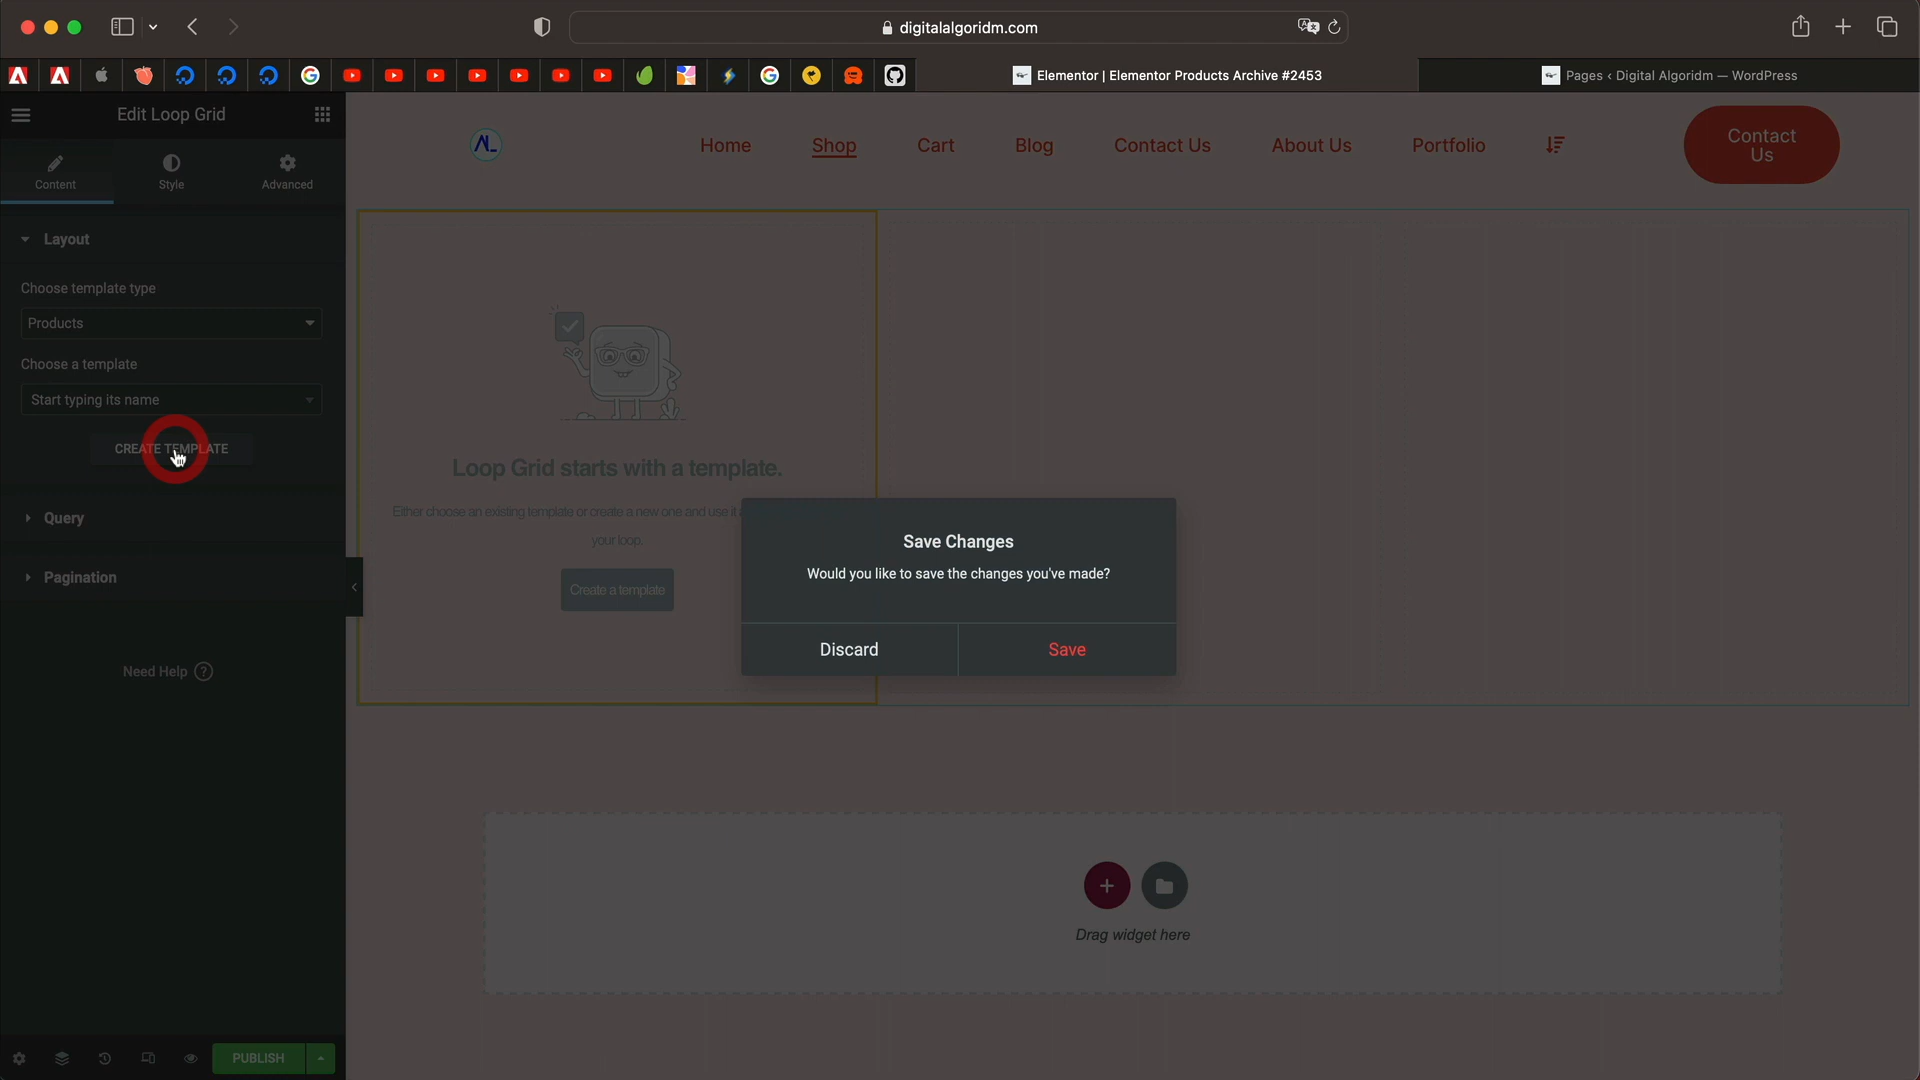 digitalalgoridm.com
Elementor | Elementor Products Archive #2453
Pages ‹ Digital Algoridm — WordPress
Edit Loop Grid
Content
Style
Advanced
Layout
Choose template type
Products
Choose a template
Start typing its name
CREATE TEMPLATE
Query
Pagination
Need Help
PUBLISH
AL
Home
Shop
Cart
Blog
Contact Us
About Us
Portfolio
Contact
Us
Loop Grid starts with a template.
Either choose an existing template or create a new one and use it
your loop.
Create a template
Save Changes
Would you like to save the changes you've made?
Discard
Save
Drag widget here